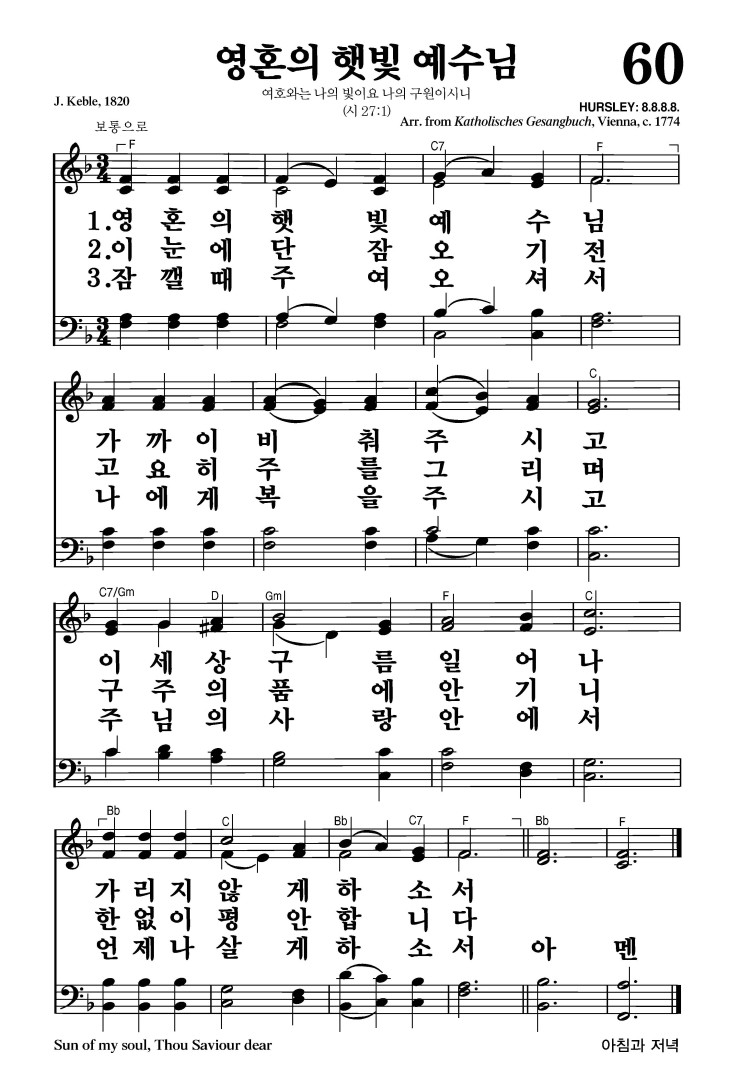 영혼의 햇빛 예수님
60
여호와는 나의 빛이요 나의 구원이시니
(시 27:1)
J. Keble, 1820
HURSLEY: 8.8.8.8.
Arr. from Katholisches Gesangbuch, Vienna, c. 1774
보통으로
F C7 F
1.영 혼 의 햇 빛 예 수 님
2.이 눈 에 단 잠 오 기 전
3.잠 깰 때 주 여 오 셔 서
C
가 까 이 비 춰 주 시 고
고 요 히 주 를 그 리 며
나 에 게 복 을 주 시 고
C7/Gm D Gm F C
이 세 상 구 름 일 어 나
구 주 의 품 에 안 기 니
주 님 의 사 랑 안 에 서
Bb C Bb C7 F Bb F
가 리 지 않 게 하 소 서
한 없 이 평 안 합 니 다
언 제 나 살 게 하 소 서 아 멘
Sun of my soul, Thou Saviour dear
아침과 저녁